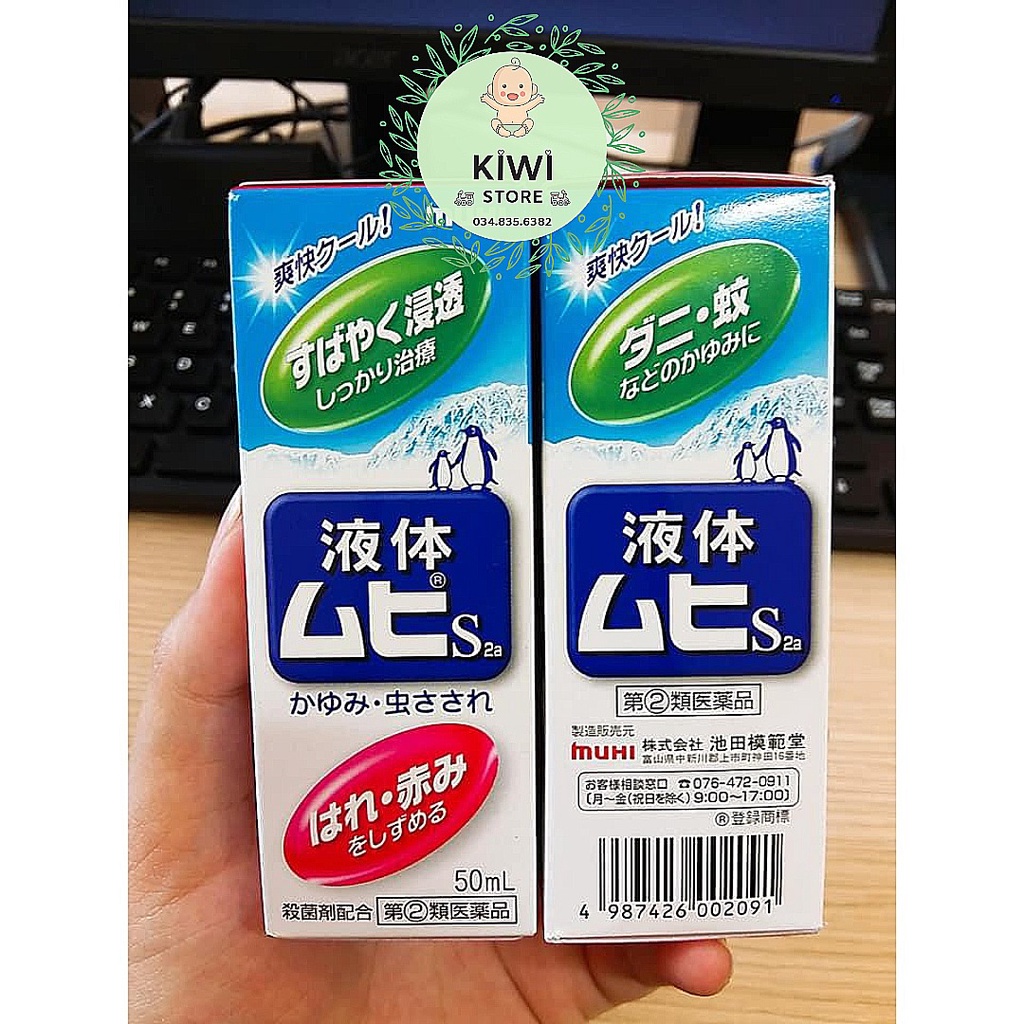 KIWI
STORE
034.835.6382
爽快クール!
すばやく浸透
しっかり治療
液体
ムヒ®S2a
かゆみ・虫さされ
はれ・赤み
をしずめる
50mL
殺菌剤配合 指②類医薬品
爽快クール!
ダニ・蚊
などのかゆみに
液体
ムヒS2a
指②類医薬品
製造販売元
MUHI 株式会社 池田模範堂
富山県中新川郡上市町神田16番地
お客様相談窓口 ☎076-472-0911
〔月〜金(祝日を除く) 9:00〜17:00〕
®登録商標
4 987426 002091
W
E
X
C